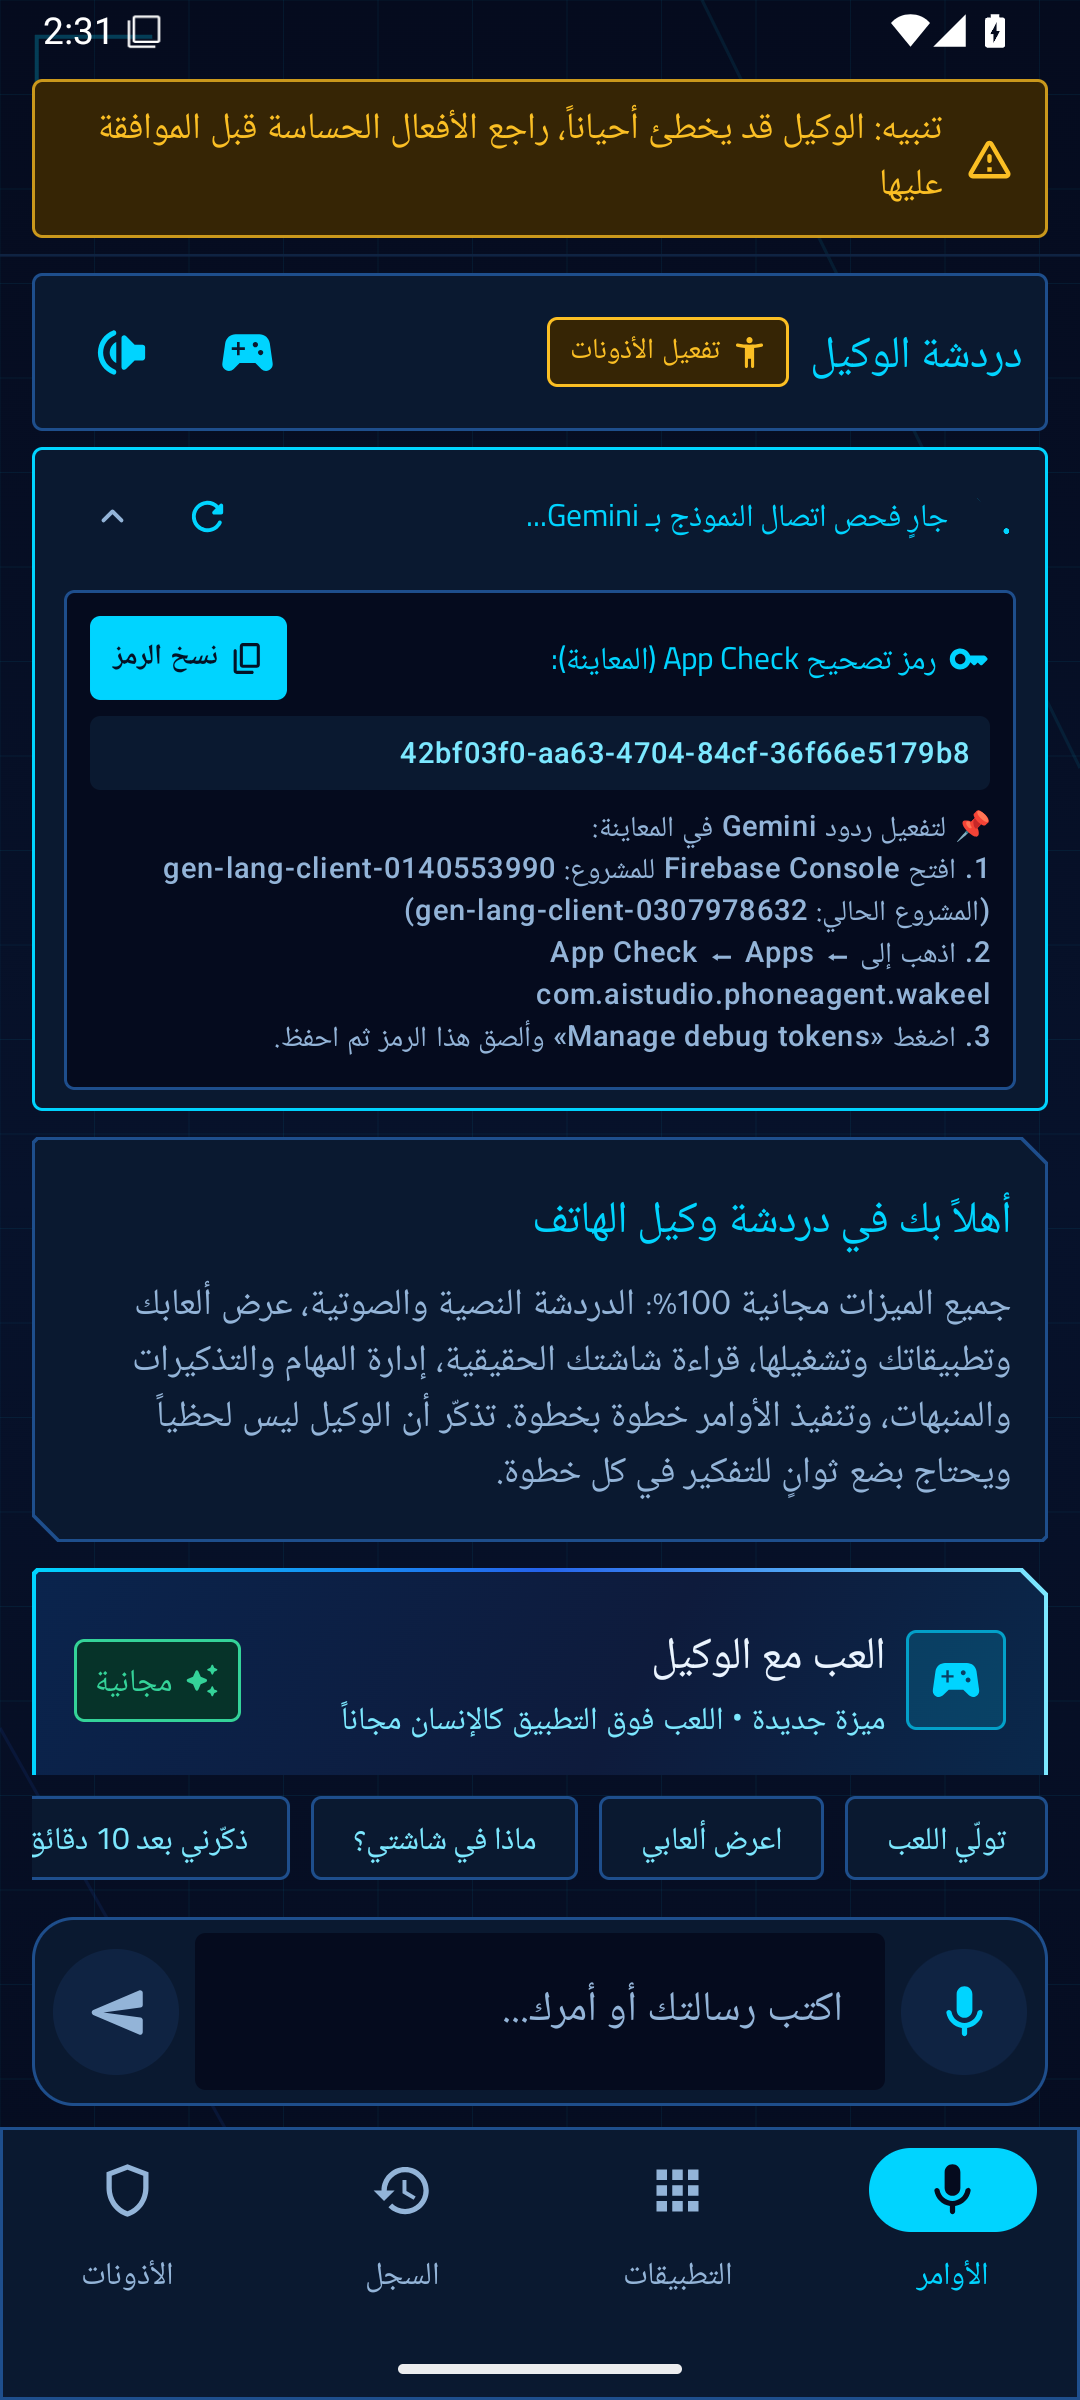 2:31
تنبيه: الوكيل قد يخطئ أحياناً، راجع الأفعال الحساسة قبل الموافقة
عليها
دردشة الوكيل
تفعيل الأذونات
جارٍ فحص اتصال النموذج بـ Gemini...
رمز تصحيح App Check (المعاينة):
نسخ الرمز
42bf03f0-aa63-4704-84cf-36f66e5179b8
📌 لتفعيل ردود Gemini في المعاينة:
1. افتح Firebase Console للمشروع: gen-lang-client-0140553990
(المشروع الحالي: gen-lang-client-0307978632)
2. اذهب إلى ← App Check ← Apps
com.aistudio.phoneagent.wakeel
3. اضغط «Manage debug tokens» وألصق هذا الرمز ثم احفظ.
أهلاً بك في دردشة وكيل الهاتف
جميع الميزات مجانية 100%: الدردشة النصية والصوتية، عرض ألعابك
وتطبيقاتك وتشغيلها، قراءة شاشتك الحقيقية، إدارة المهام والتذكيرات
والمنبهات، وتنفيذ الأوامر خطوة بخطوة. تذكّر أن الوكيل ليس لحظياً
ويحتاج بضع ثوانٍ للتفكير في كل خطوة.
العب مع الوكيل
ميزة جديدة • اللعب فوق التطبيق كالإنسان مجاناً
مجانية
تولّي اللعب
اعرض ألعابي
ماذا في شاشتي؟
ذكّرني بعد 10 دقائق
اكتب رسالتك أو أمرك...
الأوامر
التطبيقات
السجل
الأذونات